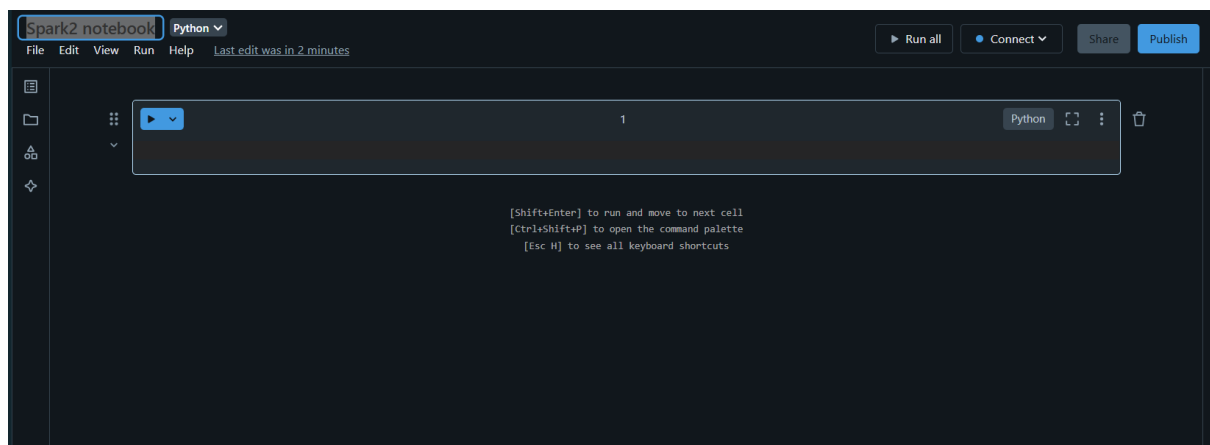 Spark2 notebook Python
File Edit View Run Help Last edit was in 2 minutes
Run all Connect Share Publish
1 Python
[Shift+Enter] to run and move to next cell
[Ctrl+Shift+P] to open the command palette
[Esc H] to see all keyboard shortcuts